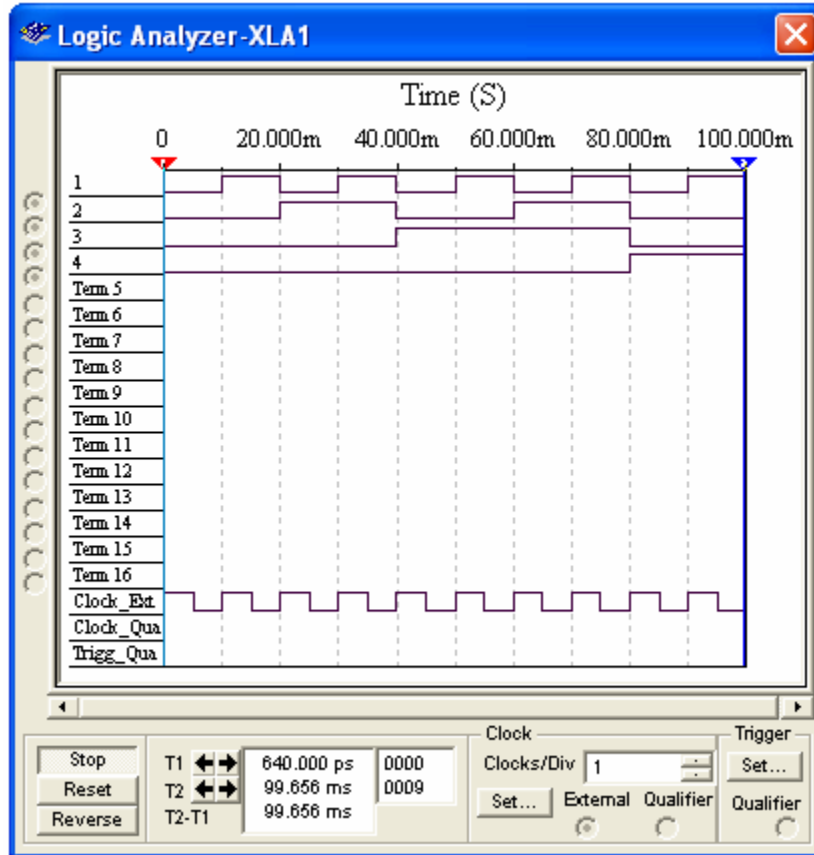 Logic Analyzer-XLA1
Time (S)
0 20.000m 40.000m 60.000m 80.000m 100.000m
1
2
3
4
Term 5
Term 6
Term 7
Term 8
Term 9
Term 10
Term 11
Term 12
Term 13
Term 14
Term 15
Term 16
Clock_Ext
Clock_Qua
Trigg_Qua
Clock Trigger
Stop T1 640.000 ps 0000 Clocks/Div 1 Set...
Reset T2 99.656 ms 0009 Set... External Qualifier Qualifier
Reverse T2-T1 99.656 ms